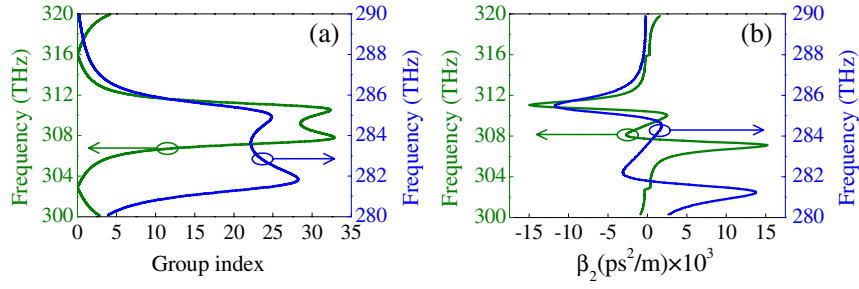 320
316
312
308
304
300
Frequency (THz)
(a)
290
288
286
284
282
280
Frequency (THz)
0 5 10 15 20 25 30 35
Group index
320
316
312
308
304
300
Frequency (THz)
(b)
290
288
286
284
282
280
Frequency (THz)
-15 -10 -5 0 5 10 15
β₂(ps²/m)×10³